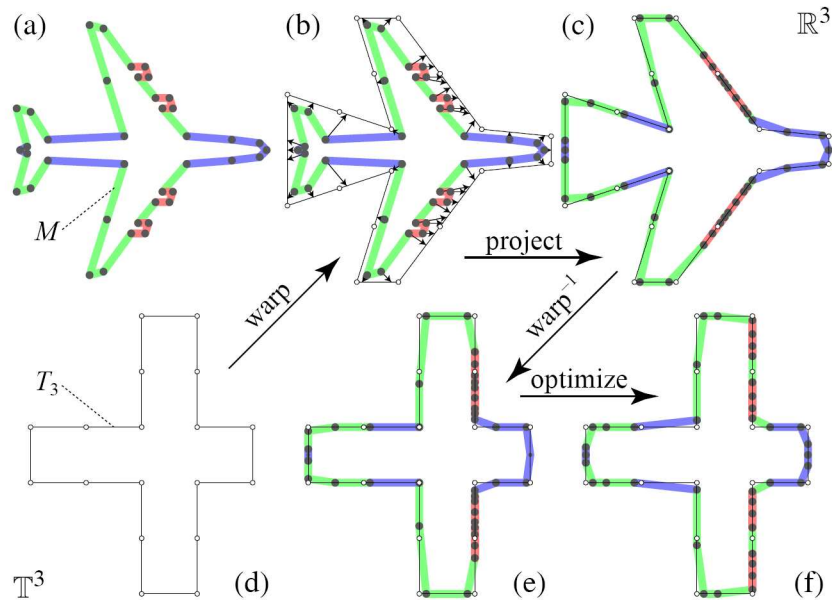 (a)
(b)
(c)
ℝ³
M
project
warp
warp⁻¹
optimize
T₃
𝕋³
(d)
(e)
(f)